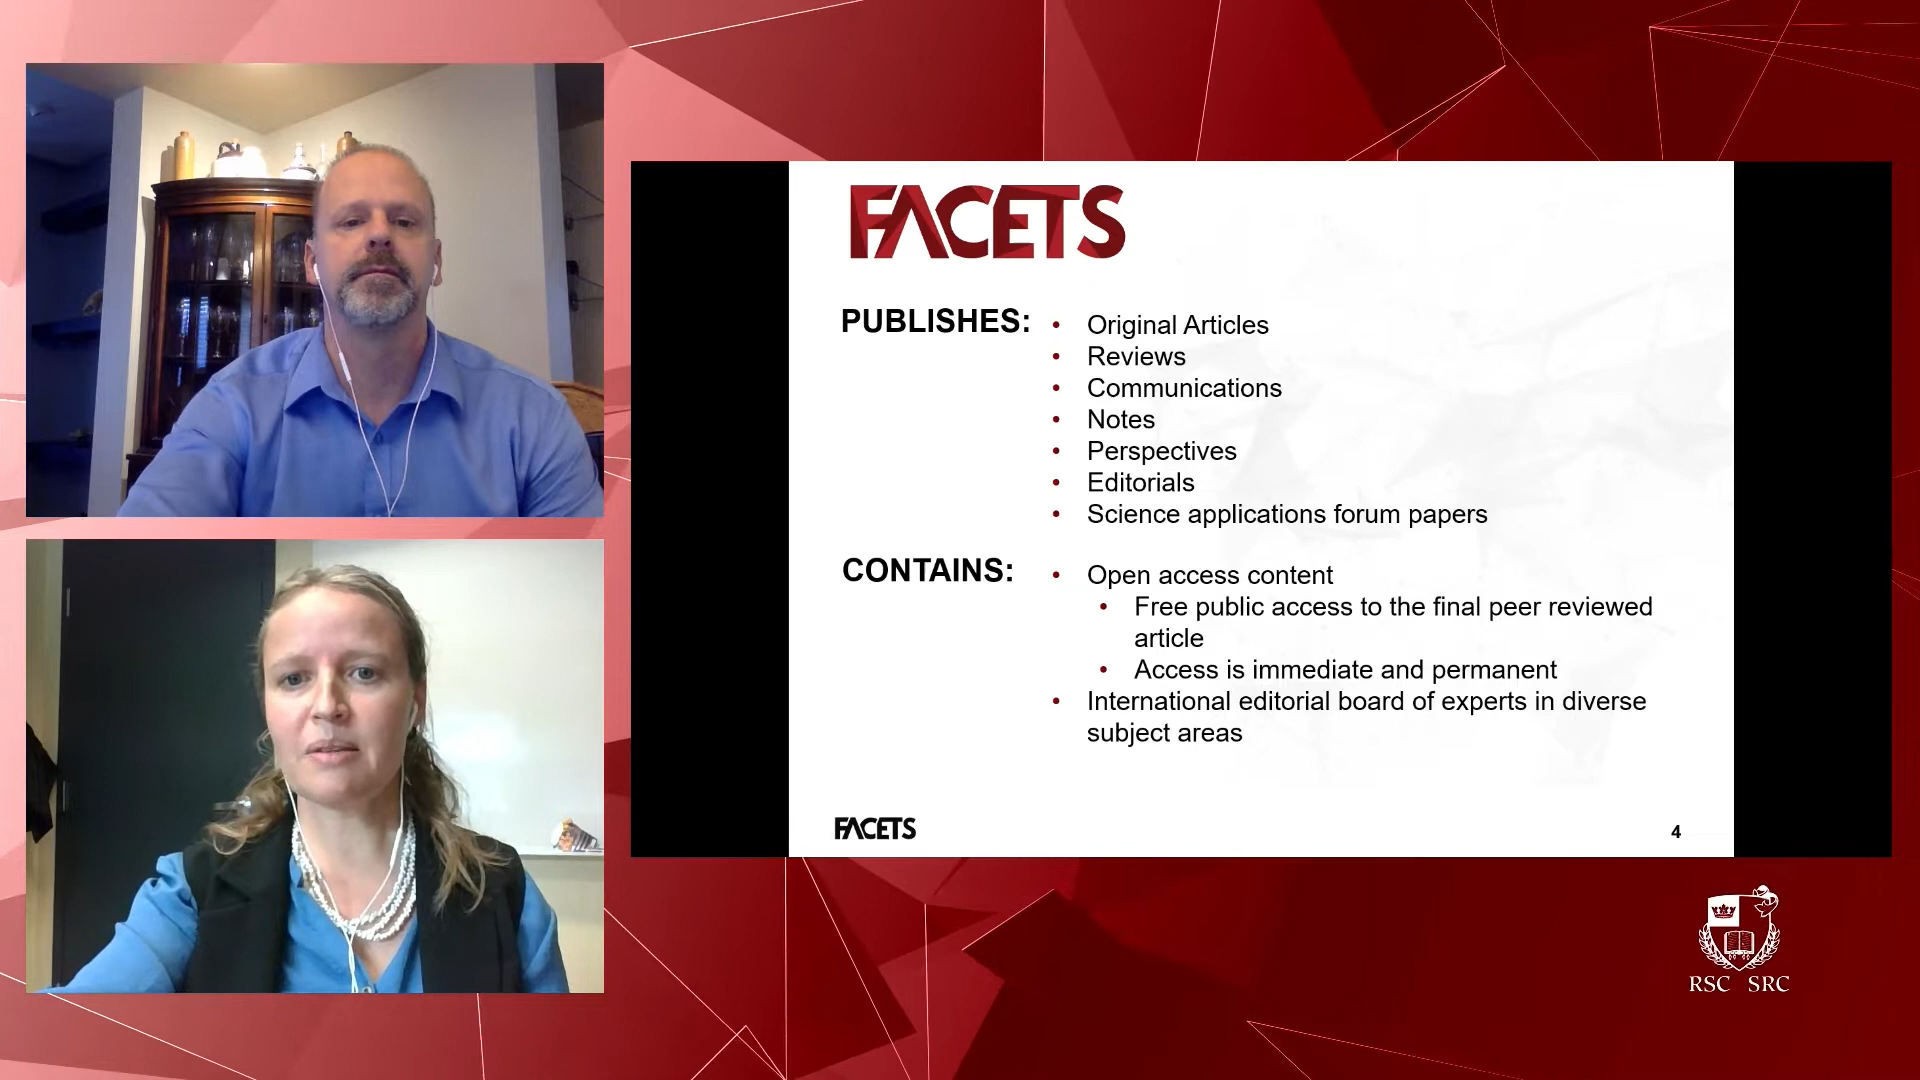 FACETS
PUBLISHES:
• Original Articles
• Reviews
• Communications
• Notes
• Perspectives
• Editorials
• Science applications forum papers
CONTAINS:
• Open access content
• Free public access to the final peer reviewed
article
• Access is immediate and permanent
• International editorial board of experts in diverse
subject areas
FACETS
4
RSC SRC